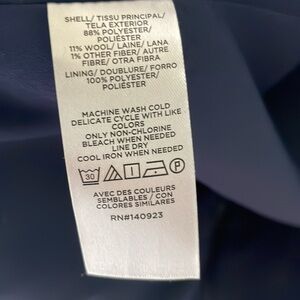 SHELL/ TISSU PRINCIPAL/
TELA EXTERIOR
88% POLYESTER/
POLIÉSTER
11% WOOL/ LAINE/ LANA
1% OTHER FIBER/ AUTRE
FIBRE/ OTRA FIBRA
LINING/ DOUBLURE/ FORRO
100% POLYESTER/
POLIÉSTER
MACHINE WASH COLD
DELICATE CYCLE WITH LIKE
COLORS
ONLY NON-CHLORINE
BLEACH WHEN NEEDED
LINE DRY
COOL IRON WHEN NEEDED
30 P
AVEC DES COULEURS
SEMBLABLES / CON
COLORES SIMILARES
RN#140923